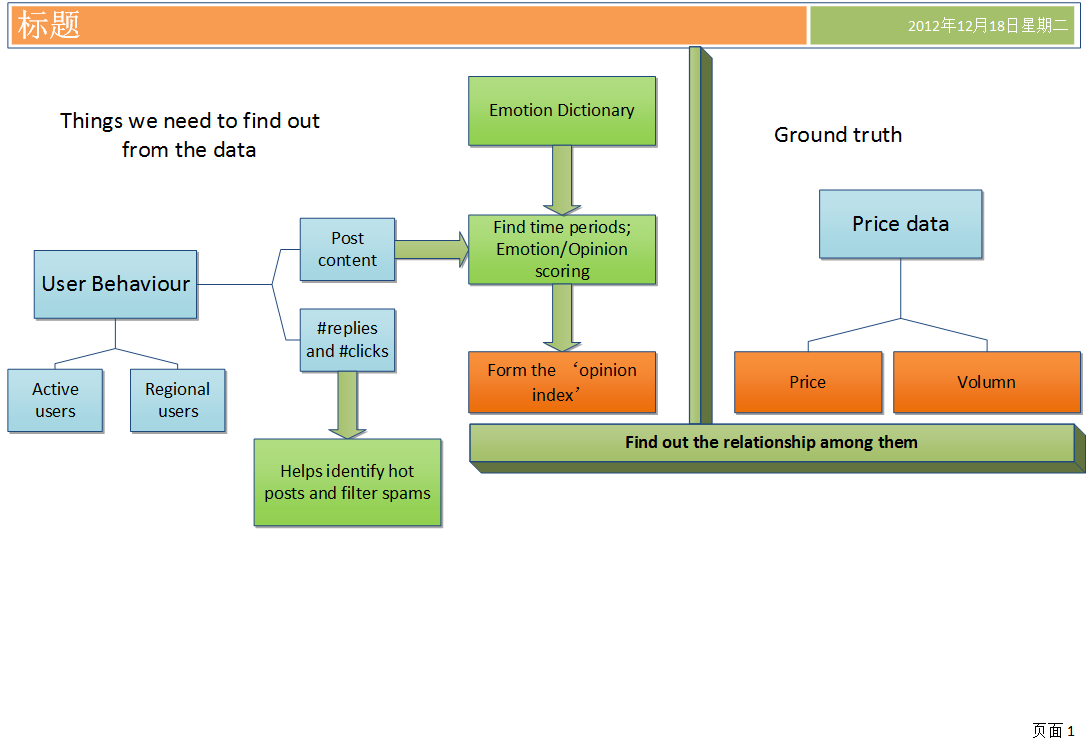 标题
2012年12月18日星期二
Things we need to find out
from the data
Emotion Dictionary
Ground truth
Post
content
Find time periods;
Emotion/Opinion
scoring
Price data
User Behaviour
#replies
and #clicks
Form the ‘opinion
index’
Price
Volumn
Active
users
Regional
users
Find out the relationship among them
Helps identify hot
posts and filter spams
页面 1